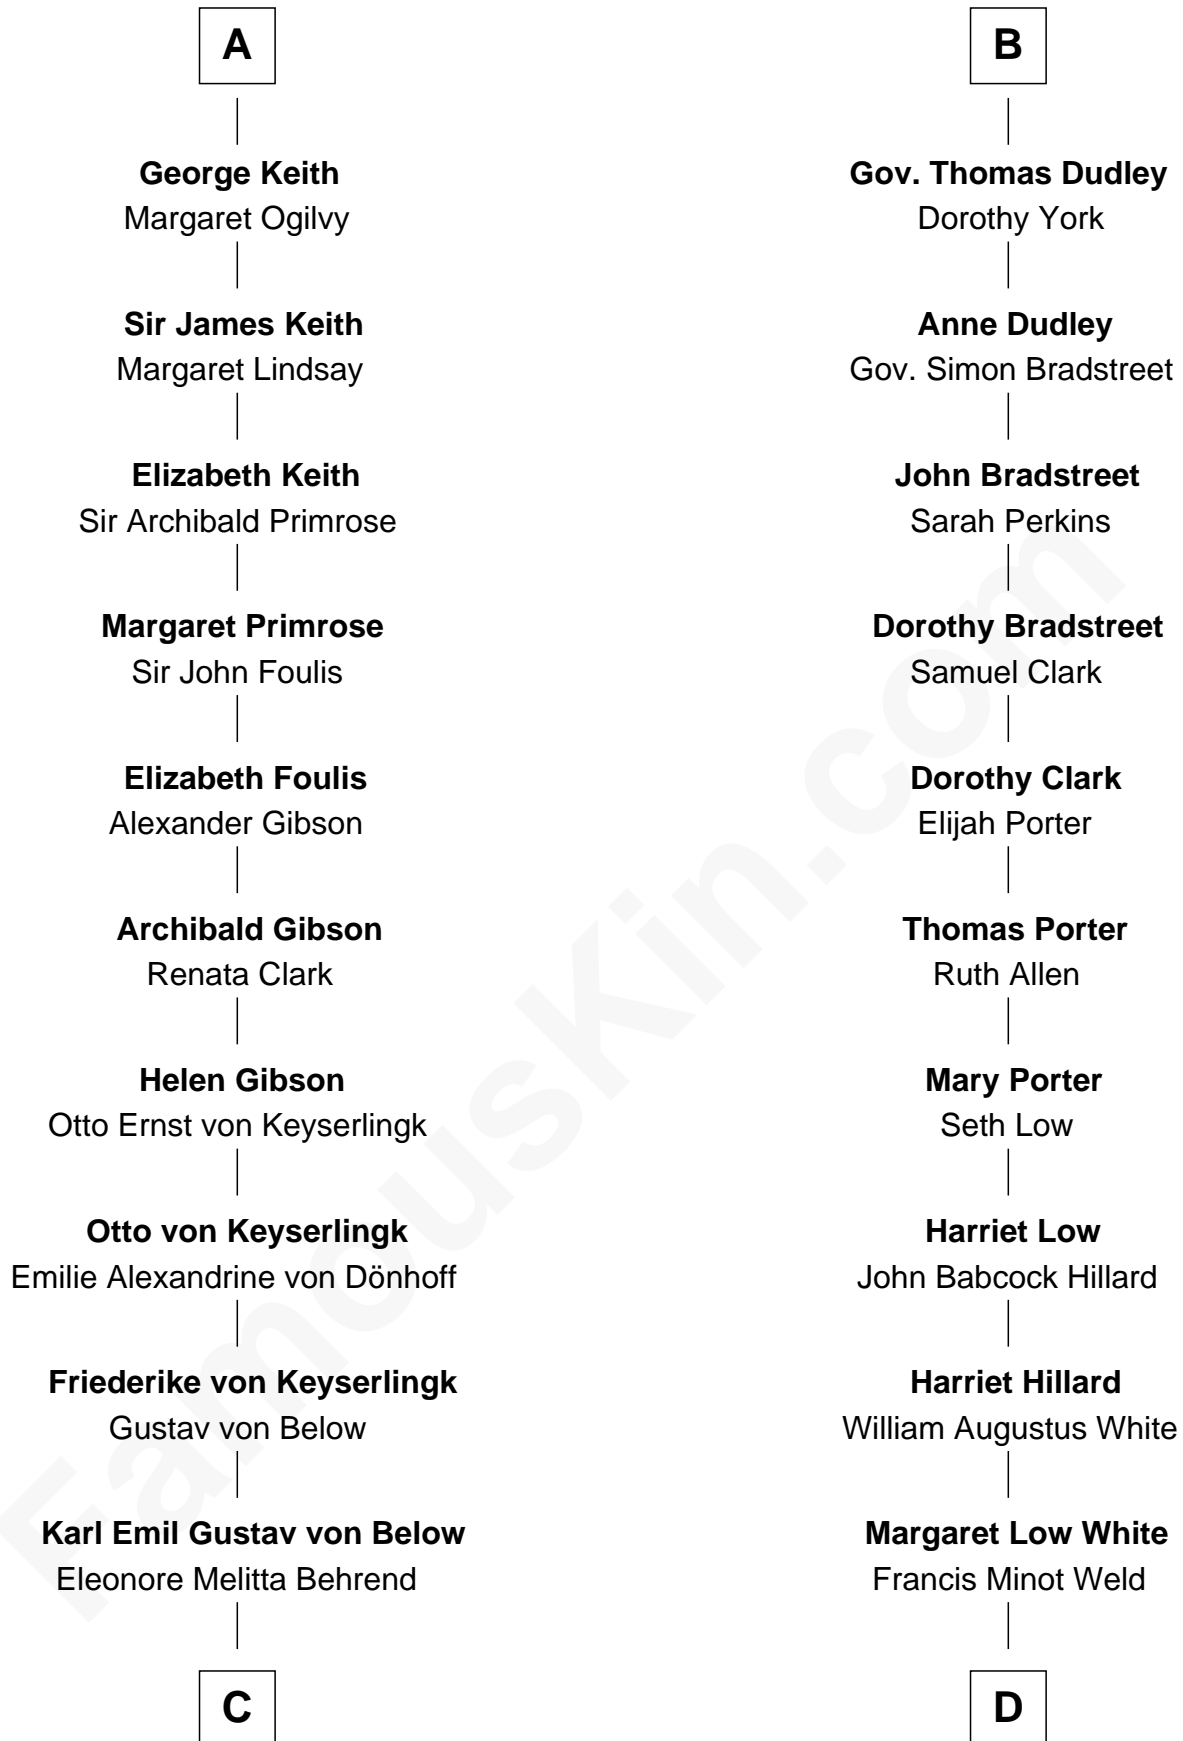 A
George Keith
Margaret Ogilvy
Sir James Keith
Margaret Lindsay
Elizabeth Keith
Sir Archibald Primrose
Margaret Primrose
Sir John Foulis
Elizabeth Foulis
Alexander Gibson
Archibald Gibson
Renata Clark
Helen Gibson
Otto Ernst von Keyserlingk
Otto von Keyserlingk
Emilie Alexandrine von Dönhoff
Friederike von Keyserlingk
Gustav von Below
Karl Emil Gustav von Below
Eleonore Melitta Behrend
C
B
Gov. Thomas Dudley
Dorothy York
Anne Dudley
Gov. Simon Bradstreet
John Bradstreet
Sarah Perkins
Dorothy Bradstreet
Samuel Clark
Dorothy Clark
Elijah Porter
Thomas Porter
Ruth Allen
Mary Porter
Seth Low
Harriet Low
John Babcock Hillard
Harriet Hillard
William Augustus White
Margaret Low White
Francis Minot Weld
D
FamousKin.com